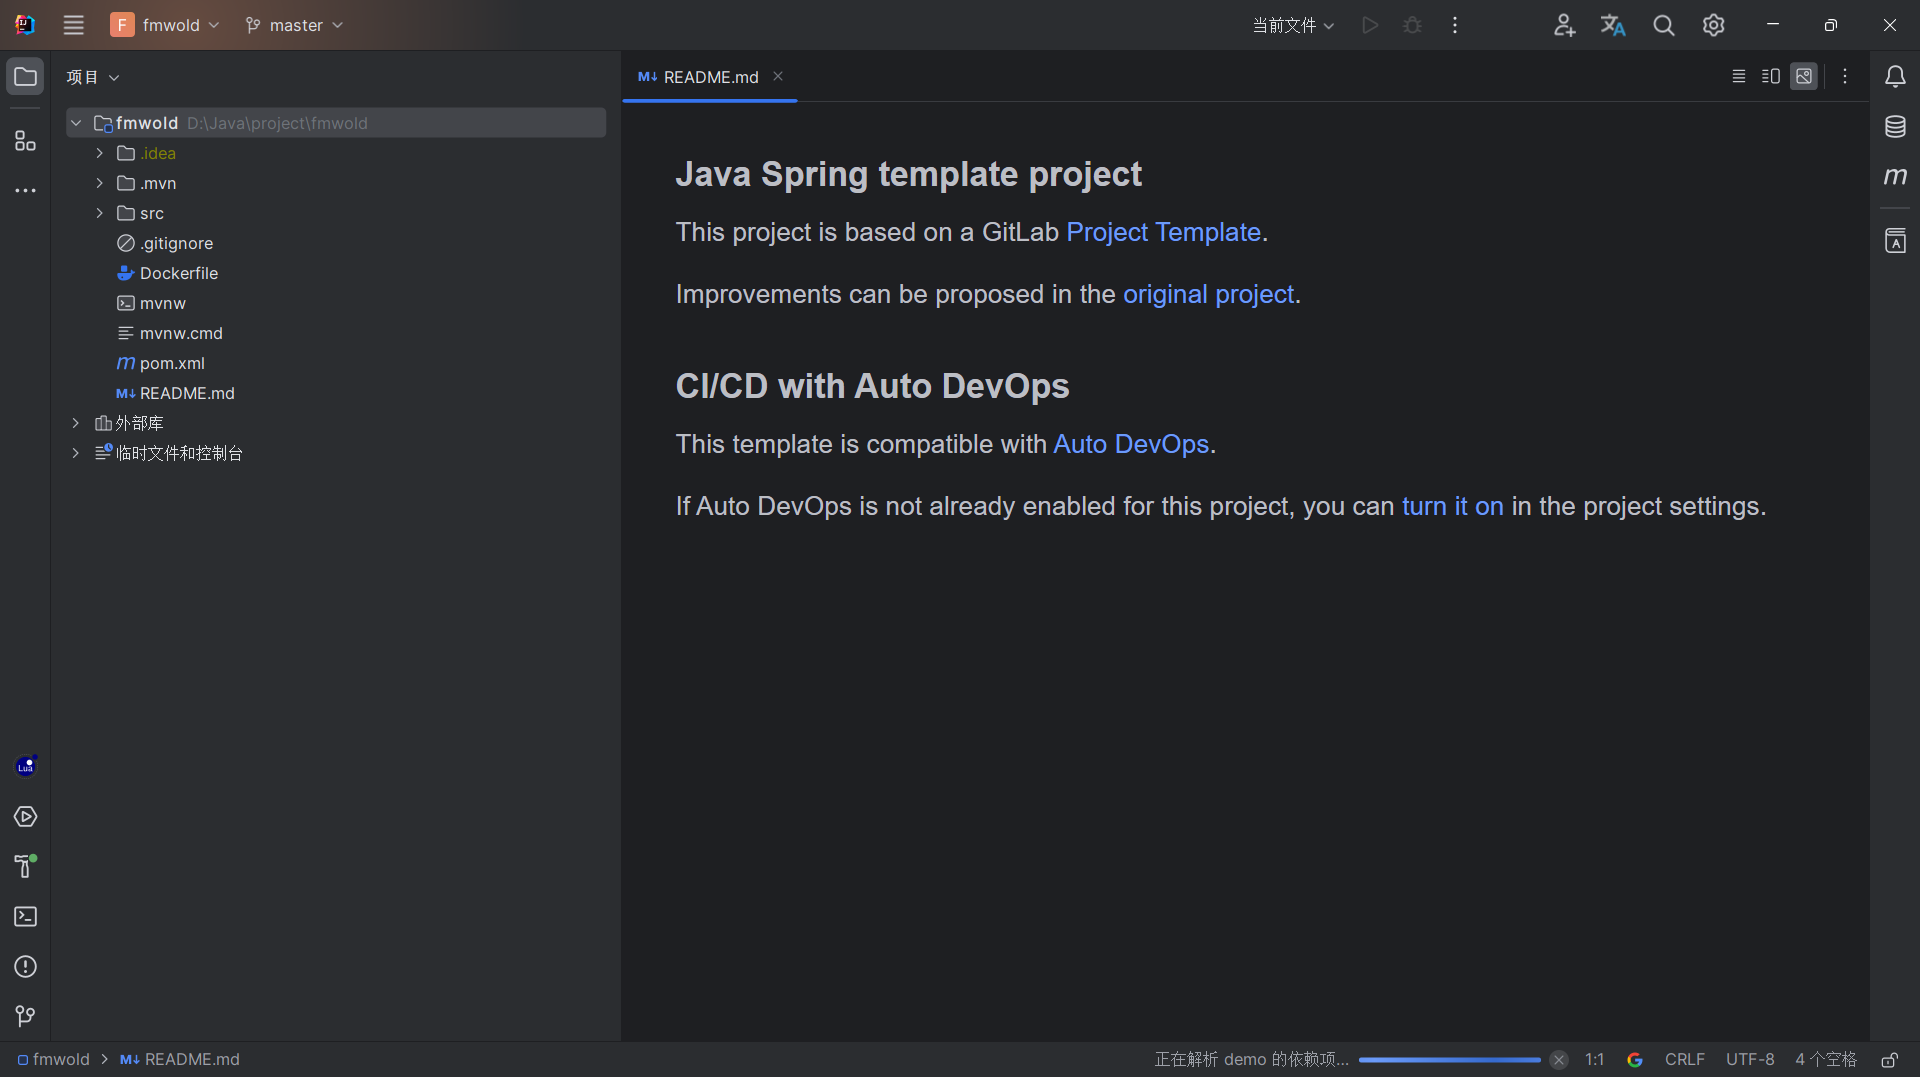 F fmwold master 当前文件
项目
fmwold D:\Java\project\fmwold
.idea
.mvn
src
.gitignore
Dockerfile
mvnw
mvnw.cmd
m pom.xml
M↓ README.md
外部库
临时文件和控制台
M↓ README.md
Java Spring template project
This project is based on a GitLab Project Template.
Improvements can be proposed in the original project.
CI/CD with Auto DevOps
This template is compatible with Auto DevOps.
If Auto DevOps is not already enabled for this project, you can turn it on in the project settings.
m
A
Lua
fmwold M↓ README.md 正在解析 demo 的依赖项... 1:1 G CRLF UTF-8 4 个空格